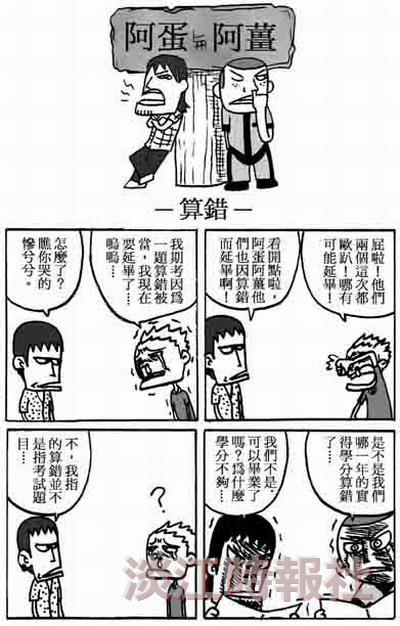 阿蛋與阿薑
－算錯－
怎麼了？
瞧你哭的
慘兮兮。
我期考因為
一題算錯被
當，我現在
要延畢了……
嗚嗚…
看開點啦，
阿蛋阿薑他
們也因算錯
而延畢啊！
屁啦！他們
兩個這次都
歐趴！哪有
可能延畢！
不，我指
的算錯並不
是指考試題
目…
？
我們不是
可以畢業了
嗎？為什麼
學分不夠…
是不是我們
哪一年的實
得學分算錯
了…
淡江時報社